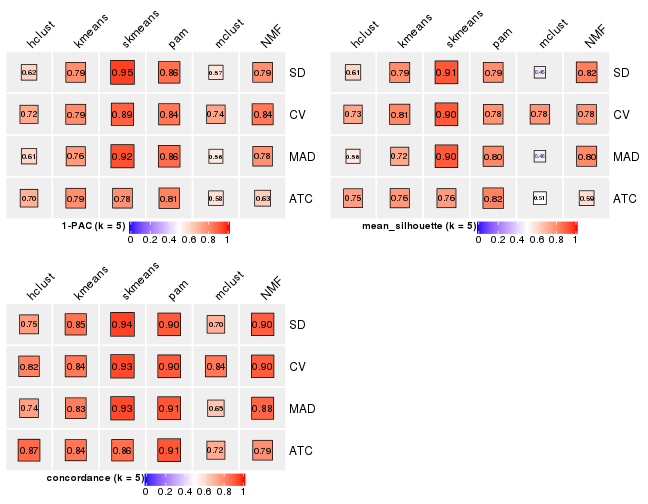 hclust kmeans skmeans pam mclust NMF
0.62 0.79 0.95 0.86 0.57 0.79 SD
0.72 0.79 0.89 0.84 0.74 0.84 CV
0.61 0.76 0.92 0.86 0.56 0.78 MAD
0.70 0.79 0.78 0.81 0.58 0.63 ATC
1-PAC (k = 5)
0 0.2 0.4 0.6 0.8 1
hclust kmeans skmeans pam mclust NMF
0.61 0.79 0.91 0.79 0.45 0.82 SD
0.73 0.81 0.90 0.78 0.78 0.78 CV
0.56 0.72 0.90 0.80 0.80 MAD
0.75 0.76 0.76 0.82 0.51 0.59 ATC
mean_silhouette (k = 5)
0 0.2 0.4 0.6 0.8 1
hclust kmeans skmeans pam mclust NMF
0.75 0.85 0.94 0.90 0.70 0.90 SD
0.82 0.84 0.93 0.90 0.84 0.90 CV
0.74 0.83 0.93 0.91 0.88 MAD
0.87 0.84 0.86 0.91 0.72 0.79 ATC
concordance (k = 5)
0 0.2 0.4 0.6 0.8 1